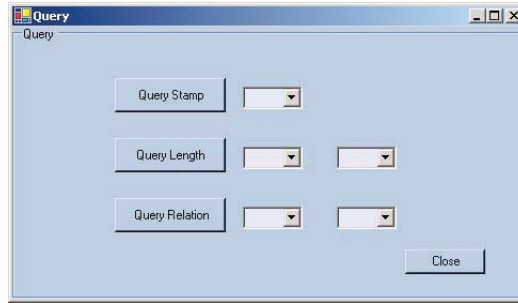 Query
Query
Query Stamp
Query Length
Query Relation
Close